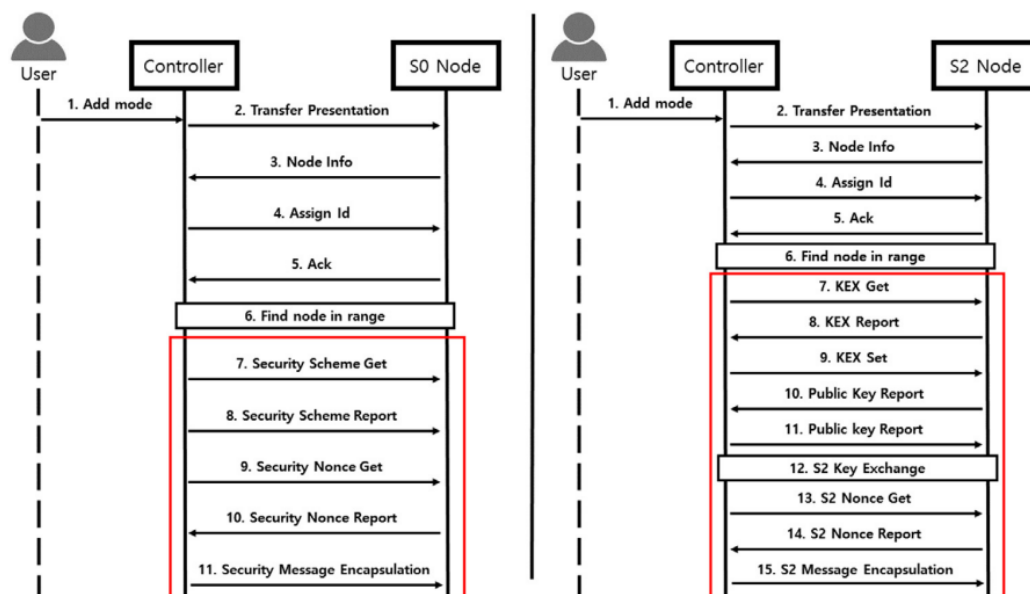 User
Controller
S0 Node
1. Add mode
2. Transfer Presentation
3. Node Info
4. Assign Id
5. Ack
6. Find node in range
7. Security Scheme Get
8. Security Scheme Report
9. Security Nonce Get
10. Security Nonce Report
11. Security Message Encapsulation
User
Controller
S2 Node
1. Add mode
2. Transfer Presentation
3. Node Info
4. Assign Id
5. Ack
6. Find node in range
7. KEX Get
8. KEX Report
9. KEX Set
10. Public Key Report
11. Public key Report
12. S2 Key Exchange
13. S2 Nonce Get
14. S2 Nonce Report
15. S2 Message Encapsulation